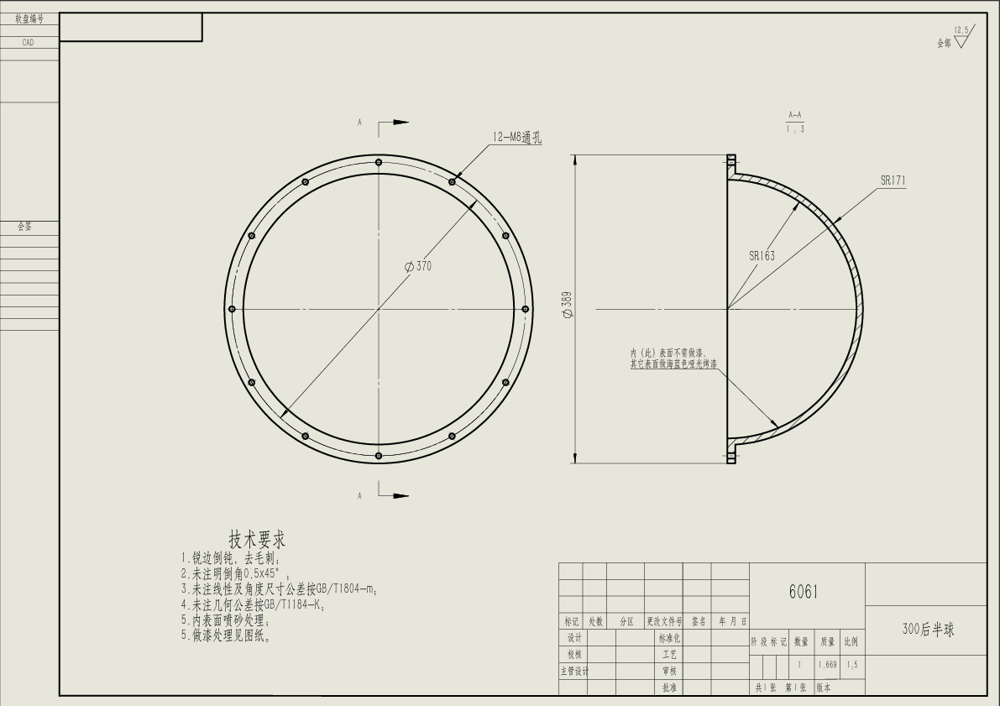 软盘编号
CAD
会签
全部 12.5
A
12-M8通孔
∅370
A
A-A
1:3
SR171
SR163
∅389
内（此）表面不需做漆，
其它表面做海蓝色哑光烤漆
技术要求
1.锐边倒钝，去毛刺；
2.未注明倒角0.5x45°；
3.未注线性及角度尺寸公差按GB/T1804-m；
4.未注几何公差按GB/T1184-K；
5.内表面喷砂处理；
5.做漆处理见图纸。
6061
300后半球
标记 处数 分区 更改文件号 签名 年 月 日
设计 标准化
阶段标记 数量 质量 比例
校核 工艺
主管设计 审核
1 1.669 1:5
批准
共1张 第1张 版本